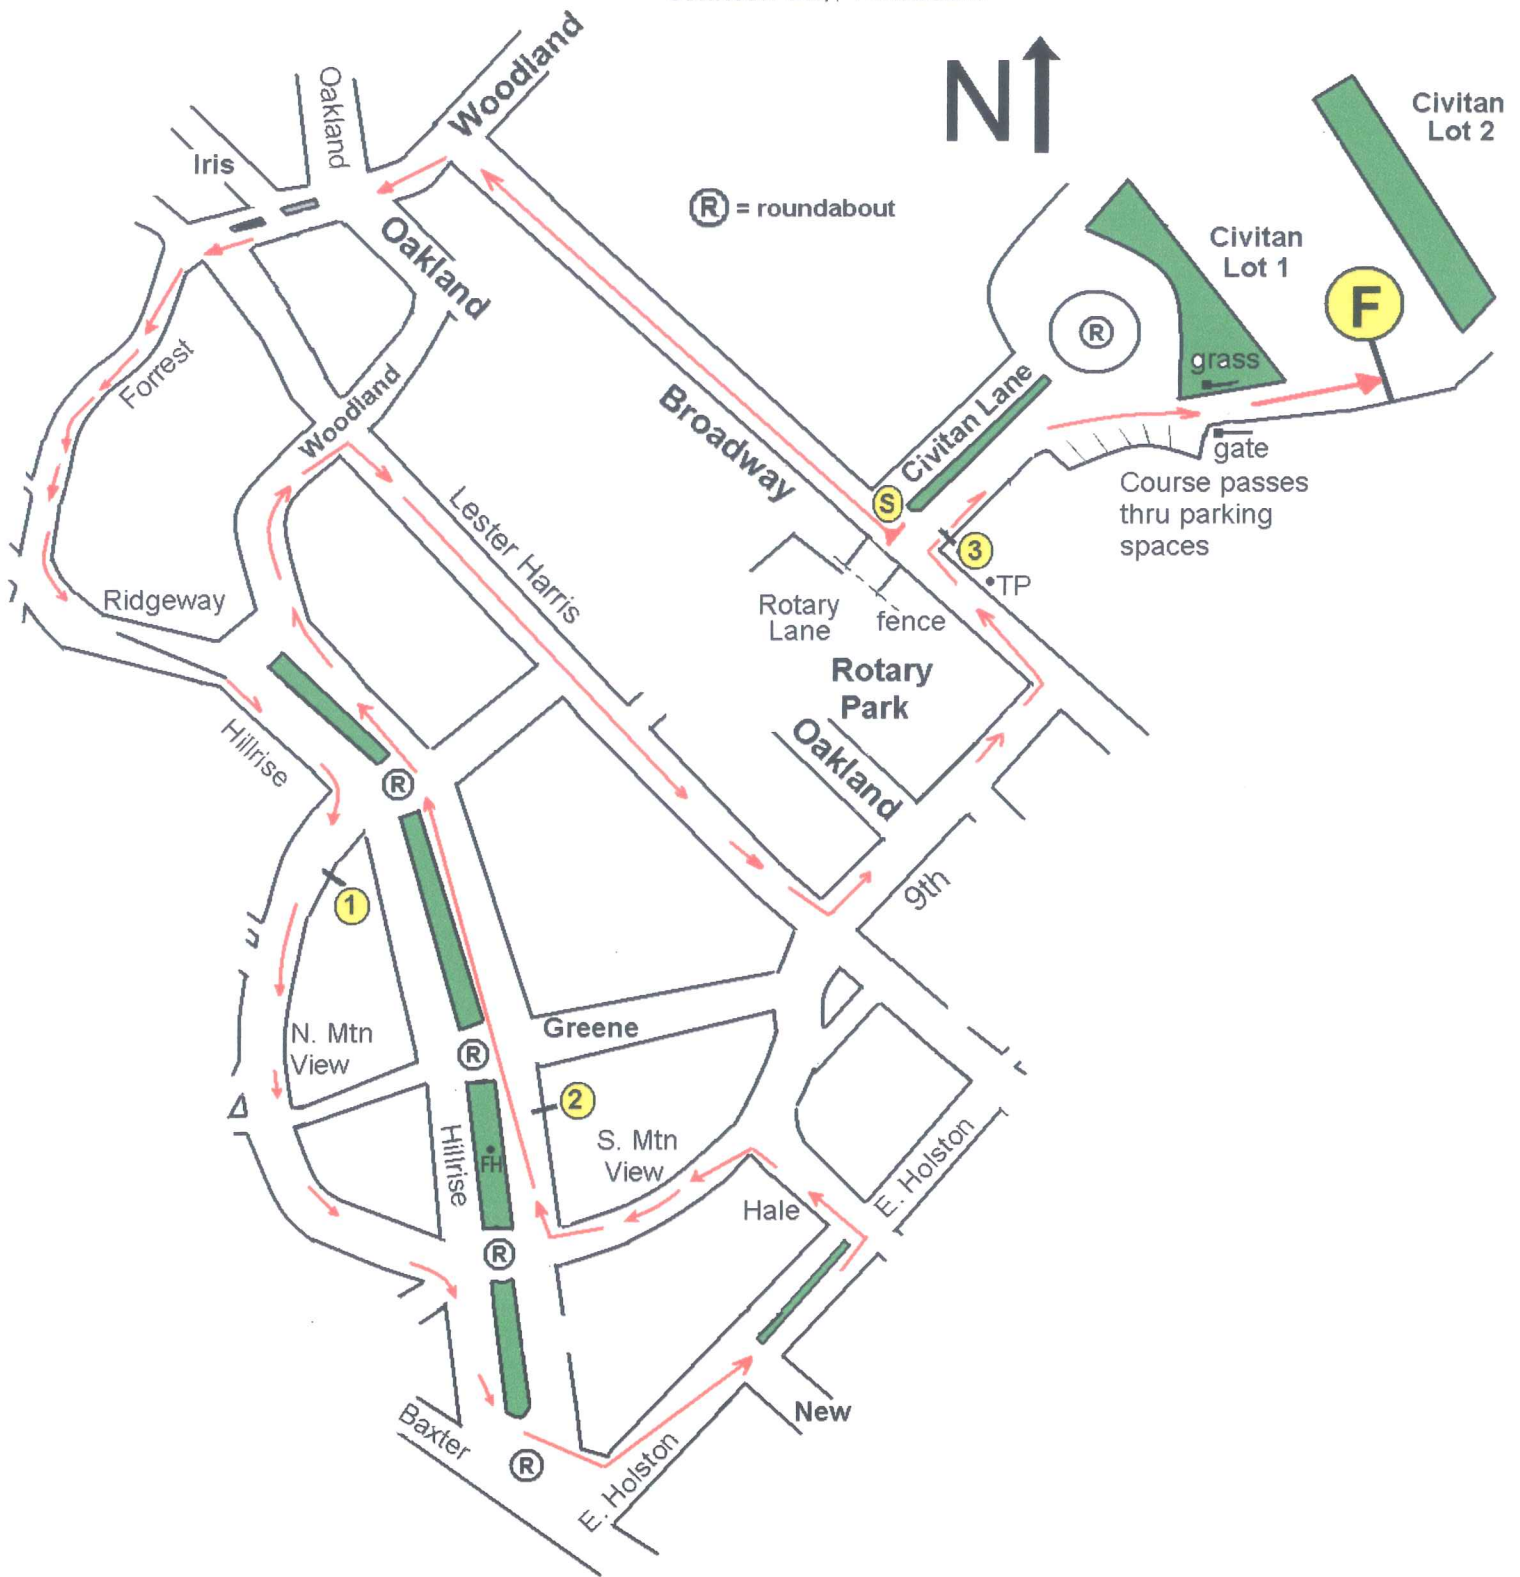 Woodland
N
Civitan
Lot 2
Oakland
Iris
R = roundabout
Oakland
Civitan
Lot 1
F
R
grass
Forrest
Woodland
Broadway
Civitan Lane
gate
Lester Harris
S
Course passes
thru parking
spaces
3
TP
Ridgeway
Rotary
Lane
fence
Rotary
Park
Hillrise
Oakland
R
1
9th
N. Mtn
View
R
Greene
2
Hillrise
FH
S. Mtn
View
E. Holston
Hale
R
New
Baxter
R
E. Holston